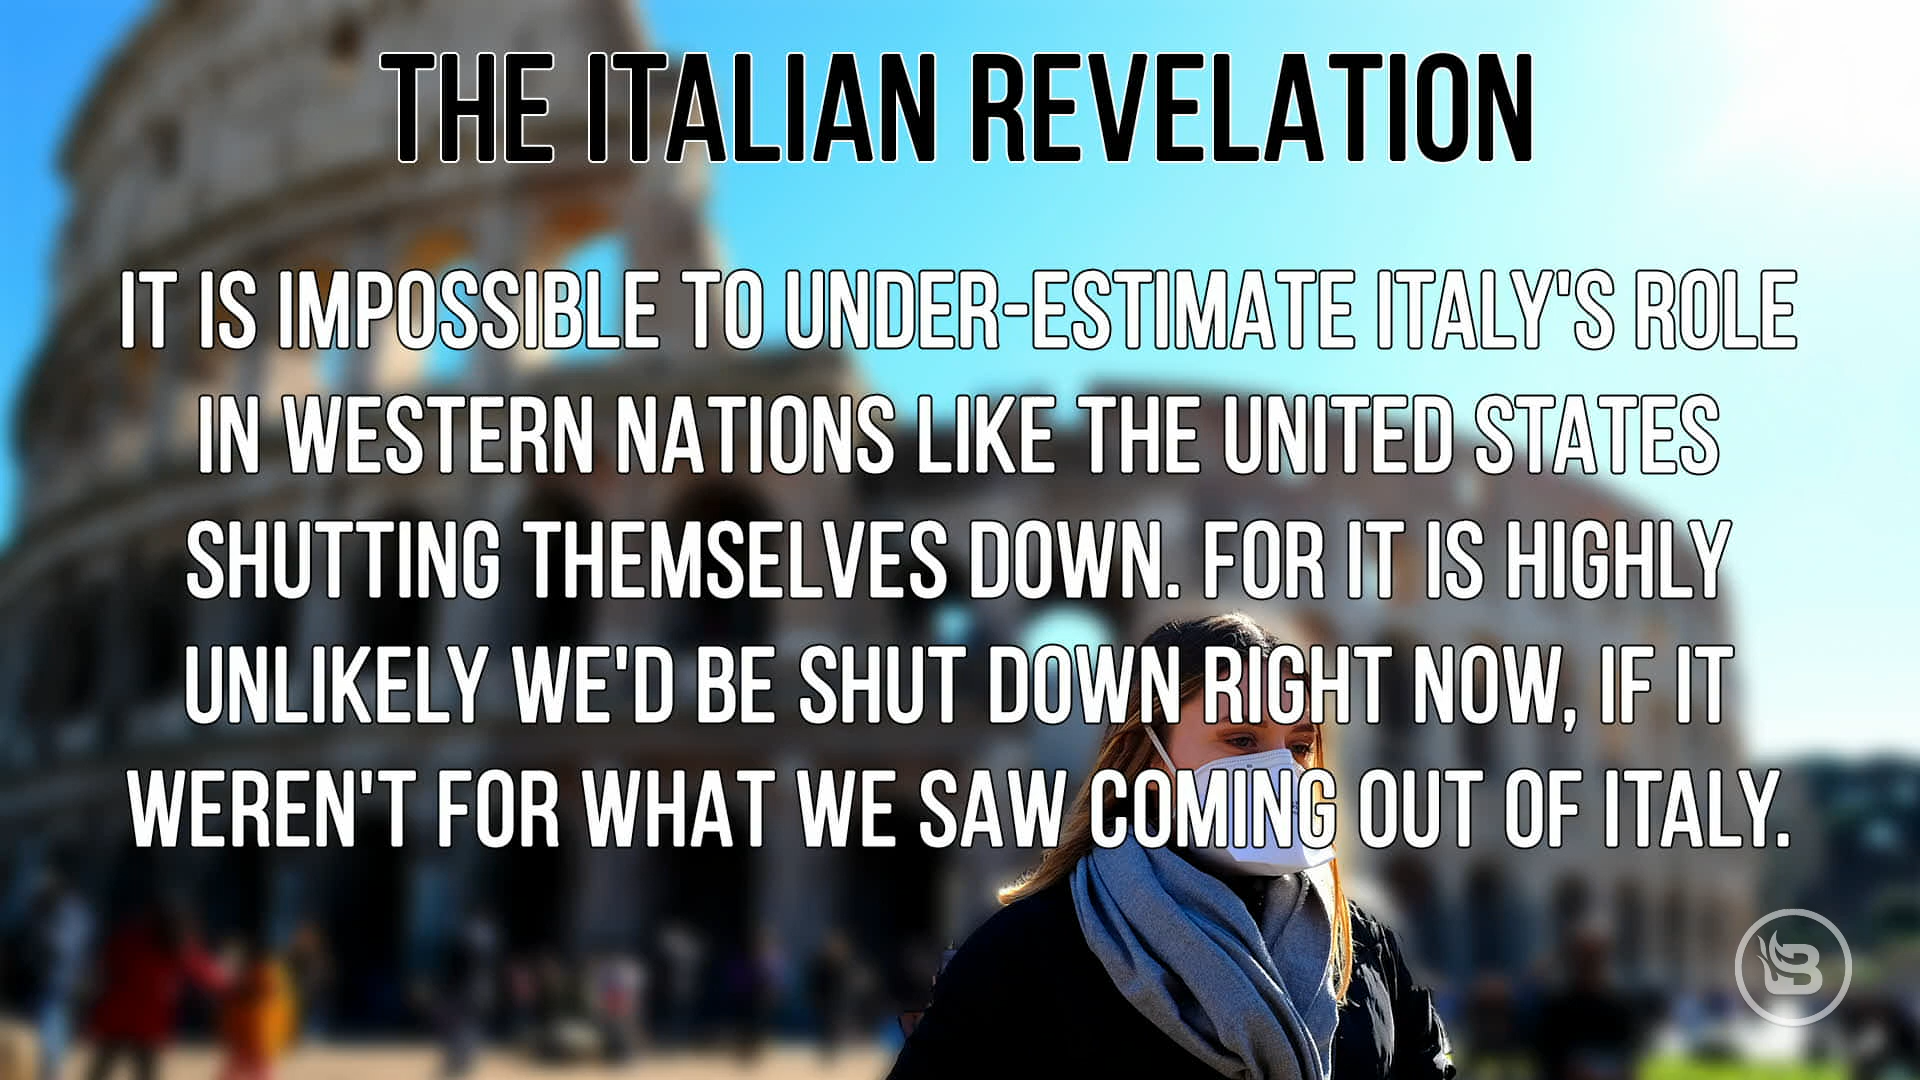 THE ITALIAN REVELATION
IT IS IMPOSSIBLE TO UNDER-ESTIMATE ITALY'S ROLE
IN WESTERN NATIONS LIKE THE UNITED STATES
SHUTTING THEMSELVES DOWN. FOR IT IS HIGHLY
UNLIKELY WE'D BE SHUT DOWN RIGHT NOW, IF IT
WEREN'T FOR WHAT WE SAW COMING OUT OF ITALY.
B